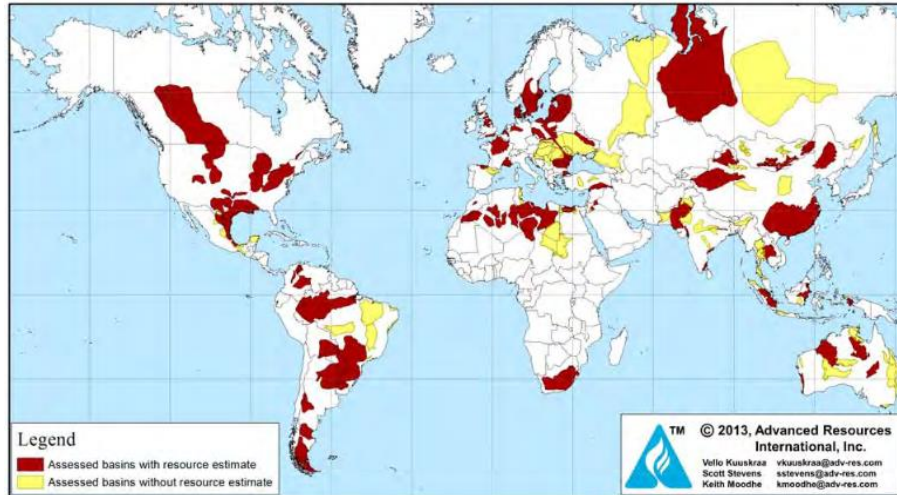 Legend
Assessed basins with resource estimate
Assessed basins without resource estimate
TM
© 2013, Advanced Resources
International, Inc.
Vello Kuuskraa vkuuskraa@adv-res.com
Scott Stevens sstevens@adv-res.com
Keith Moodhe kmoodhe@adv-res.com